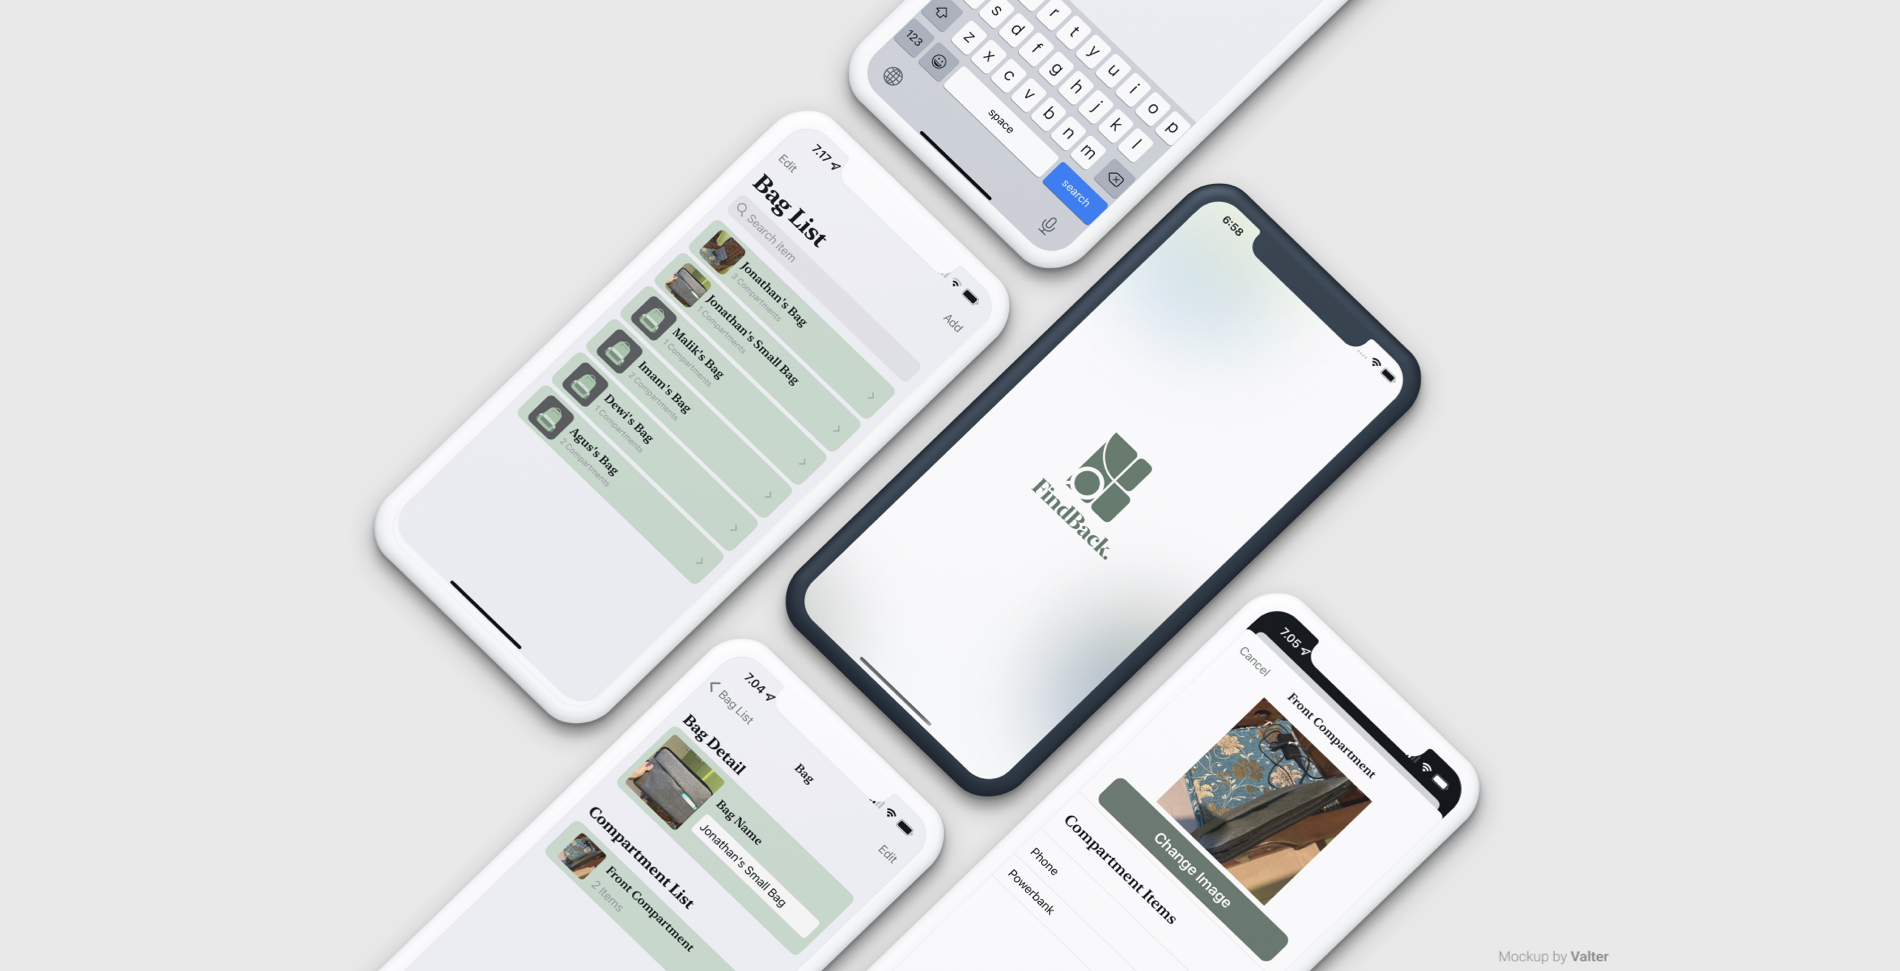 r t y u i o p
s d f g h j k l
z x c v b n m
123
space
search
7.17
Edit
Add
Bag List
Search item
Jonathan's Bag
3 Compartments
Jonathan's Small Bag
1 Compartments
Malik's Bag
1 Compartments
Imam's Bag
2 Compartments
Dewi's Bag
1 Compartments
Agus's Bag
2 Compartments
6:58
FindBack.
7.04
Bag List
Bag
Edit
Bag Detail
Bag Name
Jonathan's Small Bag
Compartment List
Front Compartment
2 Items
7.05
Cancel
Front Compartment
Change Image
Compartment Items
Phone
Powerbank
Mockup by Valter